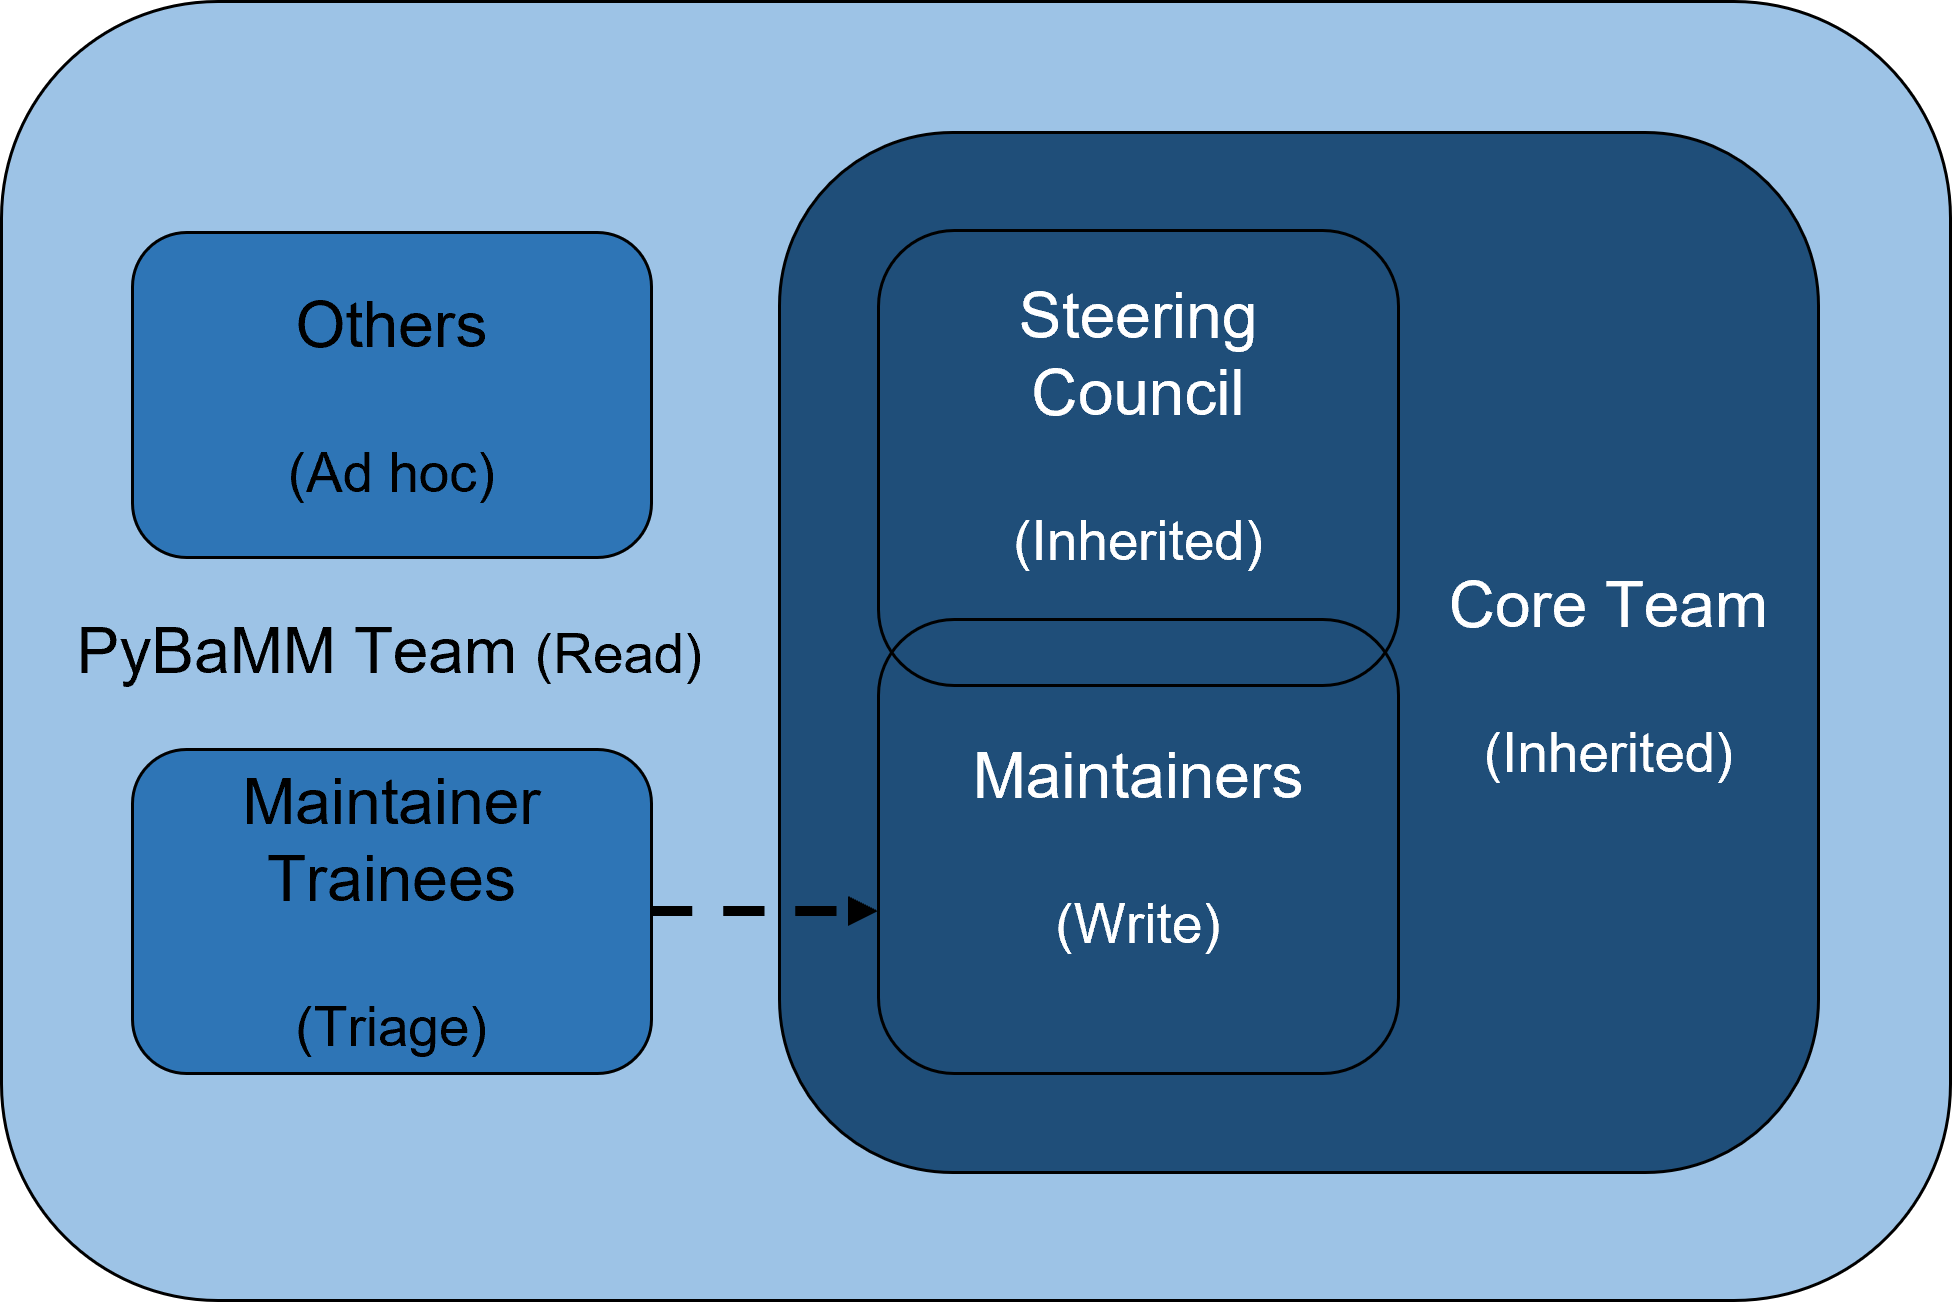 Others
(Ad hoc)
PyBaMM Team (Read)
Maintainer
Trainees
(Triage)
Steering
Council
(Inherited)
Maintainers
(Write)
Core Team
(Inherited)